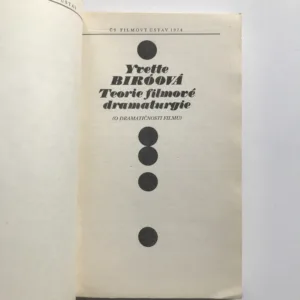 ČS. FILMOVÝ ÚSTAV 1974
Yvette
BIRÓOVÁ
Teorie filmové
dramaturgie
(O DRAMATIČNOSTI FILMU)